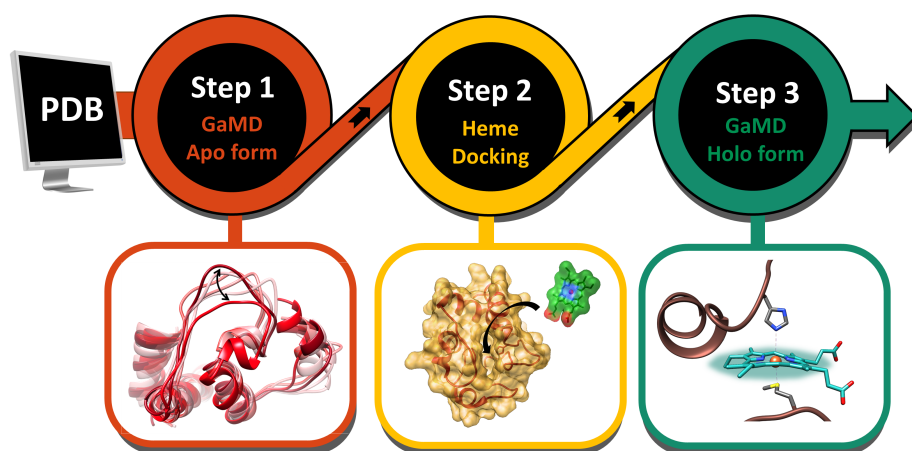 PDB
Step 1
GaMD
Apo form
Step 2
Heme
Docking
Step 3
GaMD
Holo form